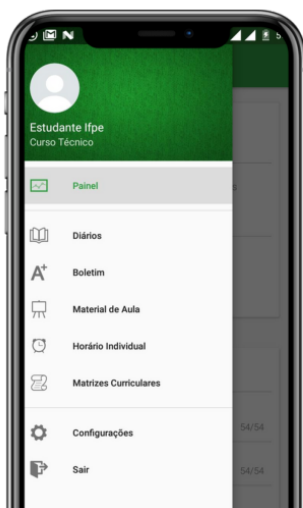 Estudante Ifpe
Curso Técnico
Painel
Diários
Boletim
Material de Aula
Horário Individual
Matrizes Curriculares
54/54
Configurações
54/54
Sair